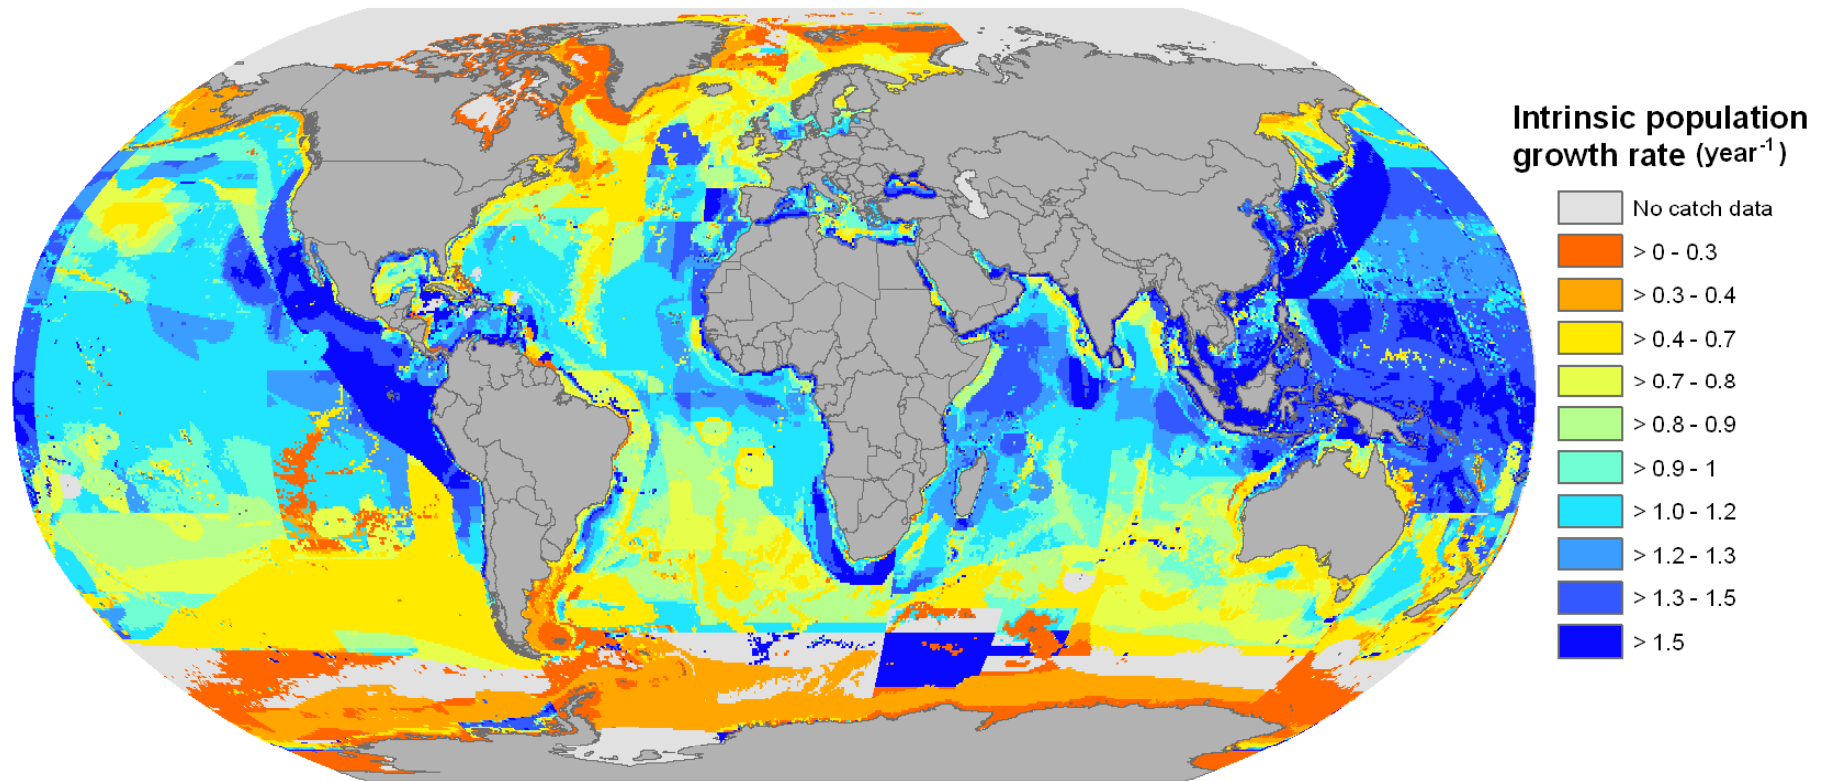 Intrinsic population
growth rate (year⁻¹)
No catch data
> 0 - 0.3
> 0.3 - 0.4
> 0.4 - 0.7
> 0.7 - 0.8
> 0.8 - 0.9
> 0.9 - 1
> 1.0 - 1.2
> 1.2 - 1.3
> 1.3 - 1.5
> 1.5